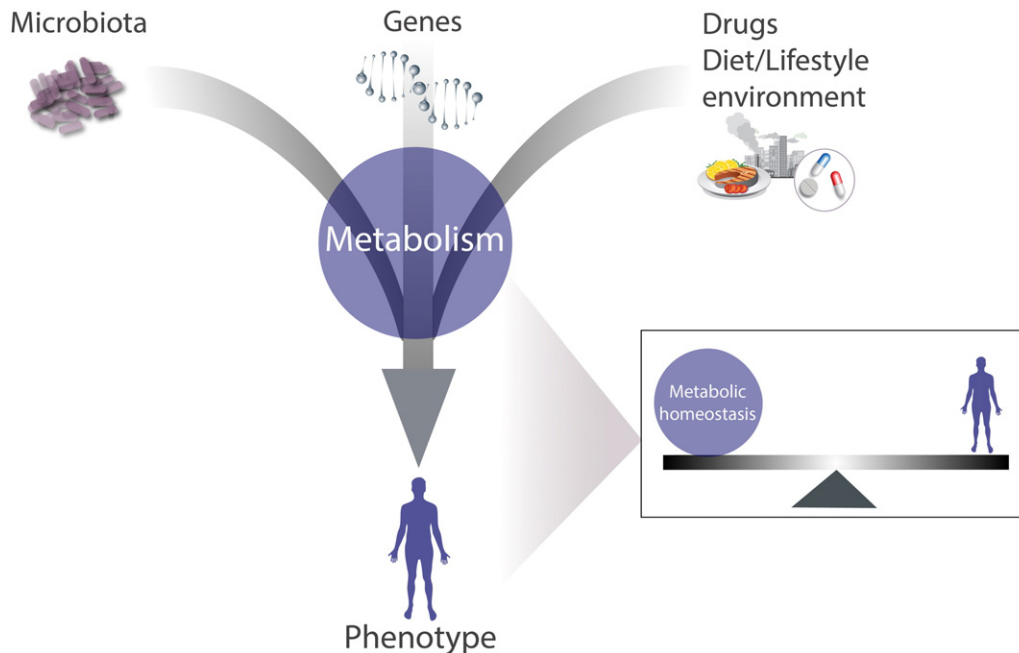 Microbiota
Genes
Drugs
Diet/Lifestyle
environment
Metabolism
Metabolic
homeostasis
Phenotype